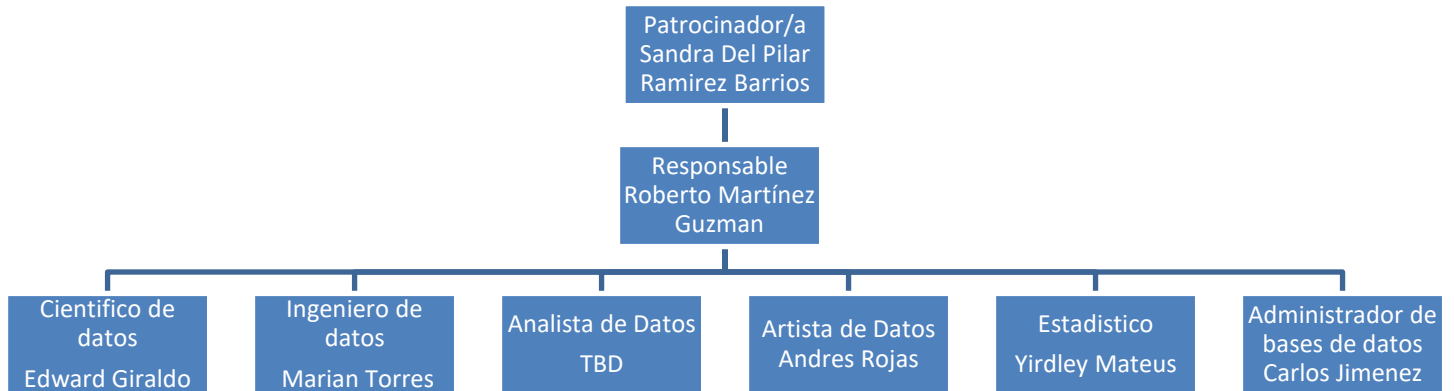 Patrocinador/a
Sandra Del Pilar
Ramirez Barrios
Responsable
Roberto Martínez
Guzman
Cientifico de
datos
Edward Giraldo
Ingeniero de
datos
Marian Torres
Analista de Datos
TBD
Artista de Datos
Andres Rojas
Estadistico
Yirdley Mateus
Administrador de
bases de datos
Carlos Jimenez